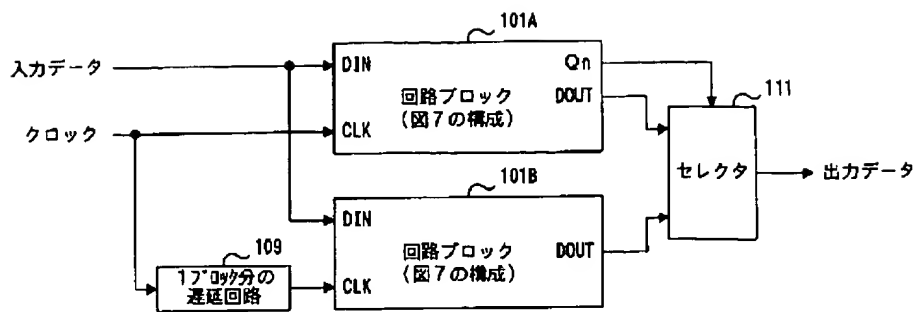 101A
入力データ
DIN
Qn
回路ブロック
(図7の構成)
DOUT
111
クロック
CLK
セレクタ
出力データ
101B
DIN
109
回路ブロック
(図7の構成)
DOUT
1ブロック分の
遅延回路
CLK